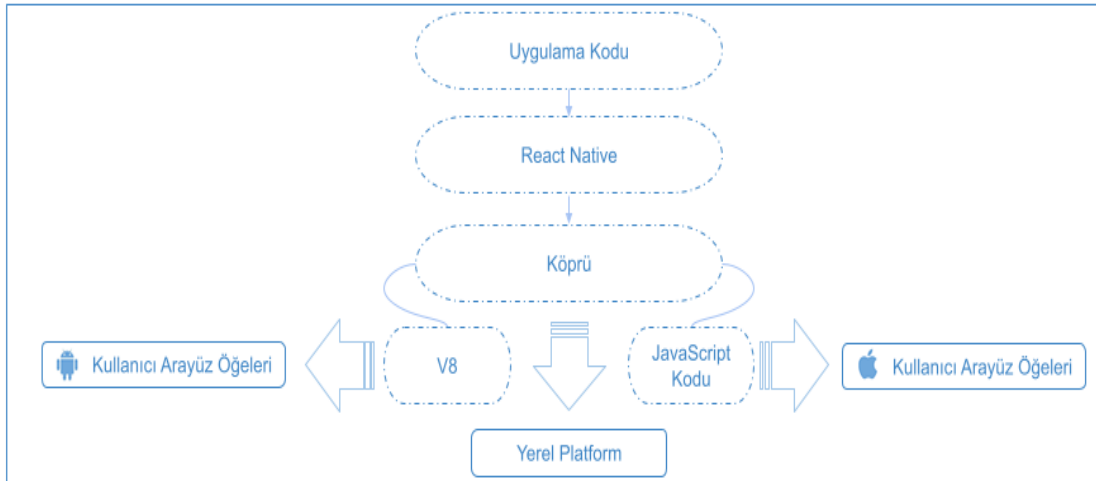 Uygulama Kodu
React Native
Köprü
V8
JavaScript
Kodu
Kullanıcı Arayüz Öğeleri
Kullanıcı Arayüz Öğeleri
Yerel Platform